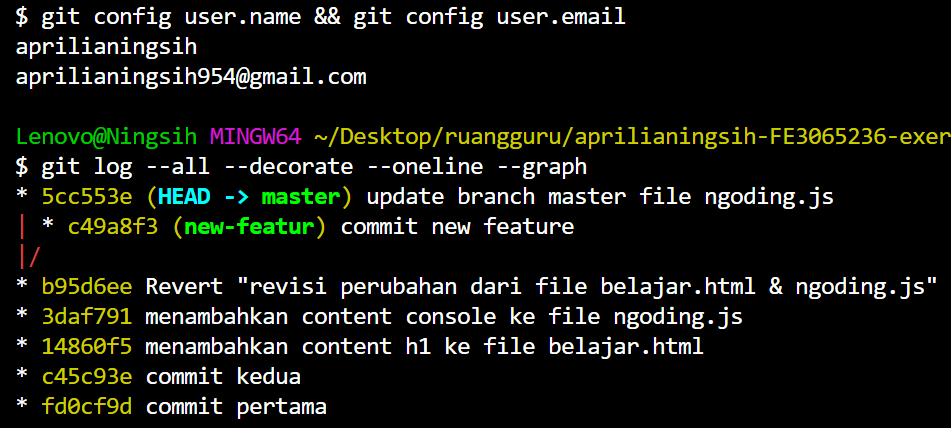 $ git config user.name && git config user.email
aprilianingsih
aprilianingsih954@gmail.com
Lenovo@Ningsih MINGW64 ~/Desktop/ruangguru/aprilianingsih-FE3065236-exer
$ git log --all --decorate --oneline --graph
* 5cc553e (HEAD -> master) update branch master file ngoding.js
| * c49a8f3 (new-featur) commit new feature
|/
* b95d6ee Revert "revisi perubahan dari file belajar.html & ngoding.js"
* 3daf791 menambahkan content console ke file ngoding.js
* 14860f5 menambahkan content h1 ke file belajar.html
* c45c93e commit kedua
* fd0cf9d commit pertama